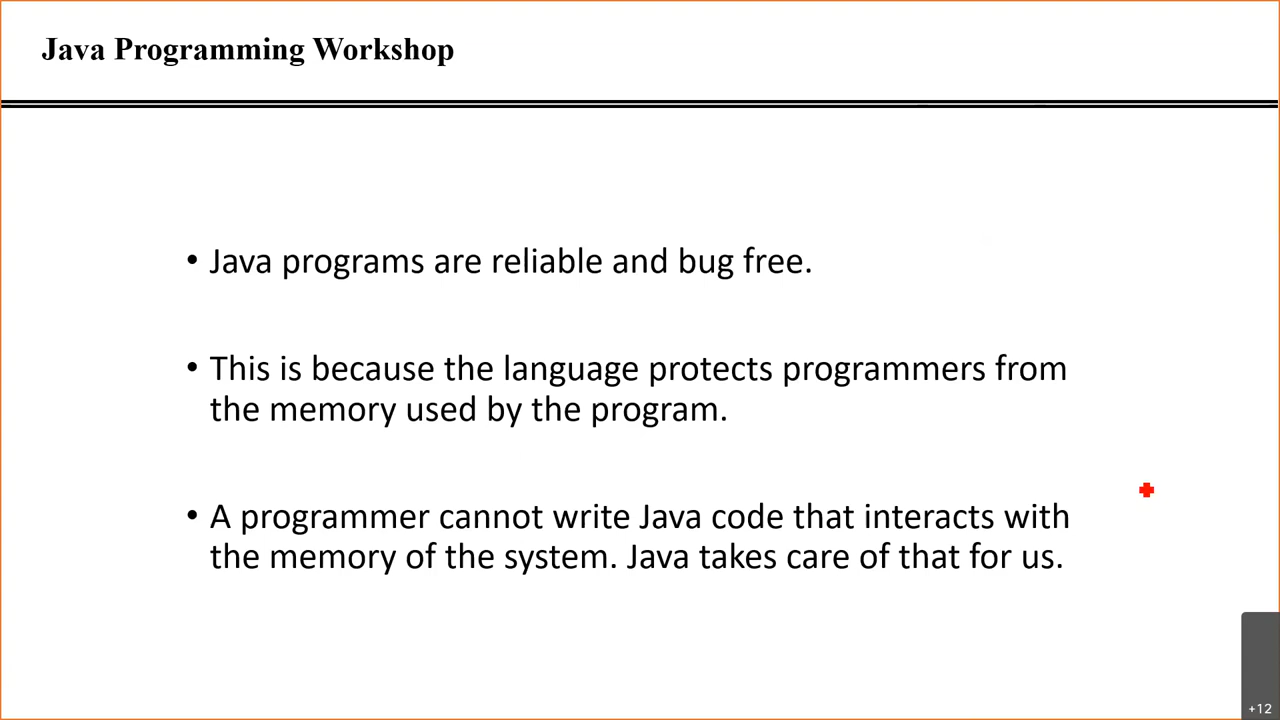 Java Programming Workshop
• Java programs are reliable and bug free.
• This is because the language protects programmers from
the memory used by the program.
• A programmer cannot write Java code that interacts with
the memory of the system. Java takes care of that for us.
+12